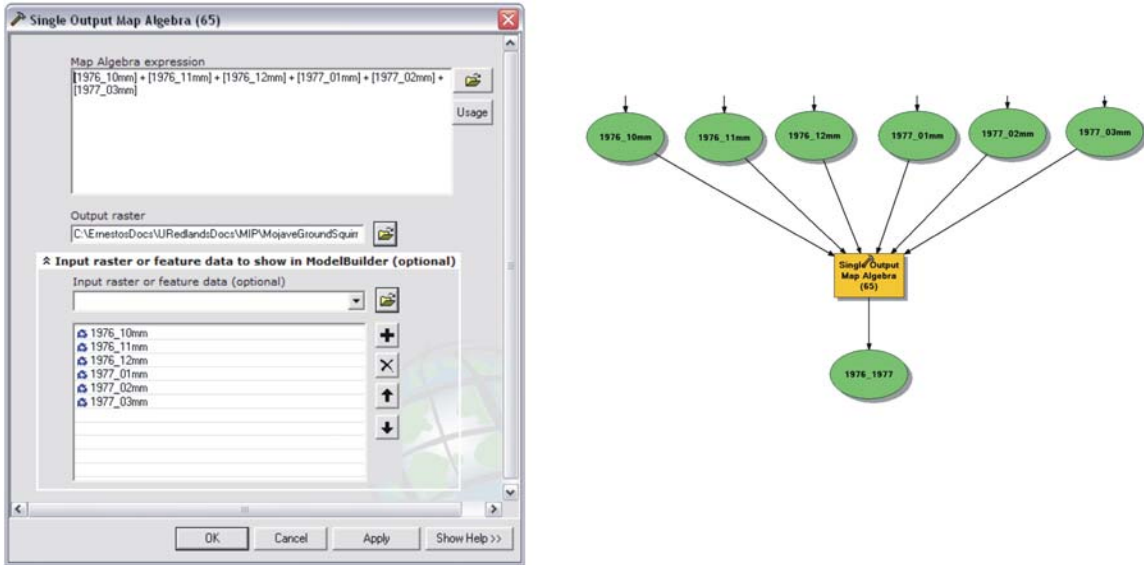 Single Output Map Algebra (65)
Map Algebra expression
[1976_10mm] + [1976_11mm] + [1976_12mm] + [1977_01mm] + [1977_02mm] +
[1977_03mm]
Usage
Output raster
C:\ErnestosDocs\URedlandsDocs\MIP\MojaveGroundSquirr
Input raster or feature data to show in ModelBuilder (optional)
Input raster or feature data (optional)
1976_10mm
1976_11mm
1976_12mm
1977_01mm
1977_02mm
1977_03mm
OK
Cancel
Apply
Show Help >>
1976_10mm
1976_11mm
1976_12mm
1977_01mm
1977_02mm
1977_03mm
Single Output
Map Algebra
(65)
1976_1977